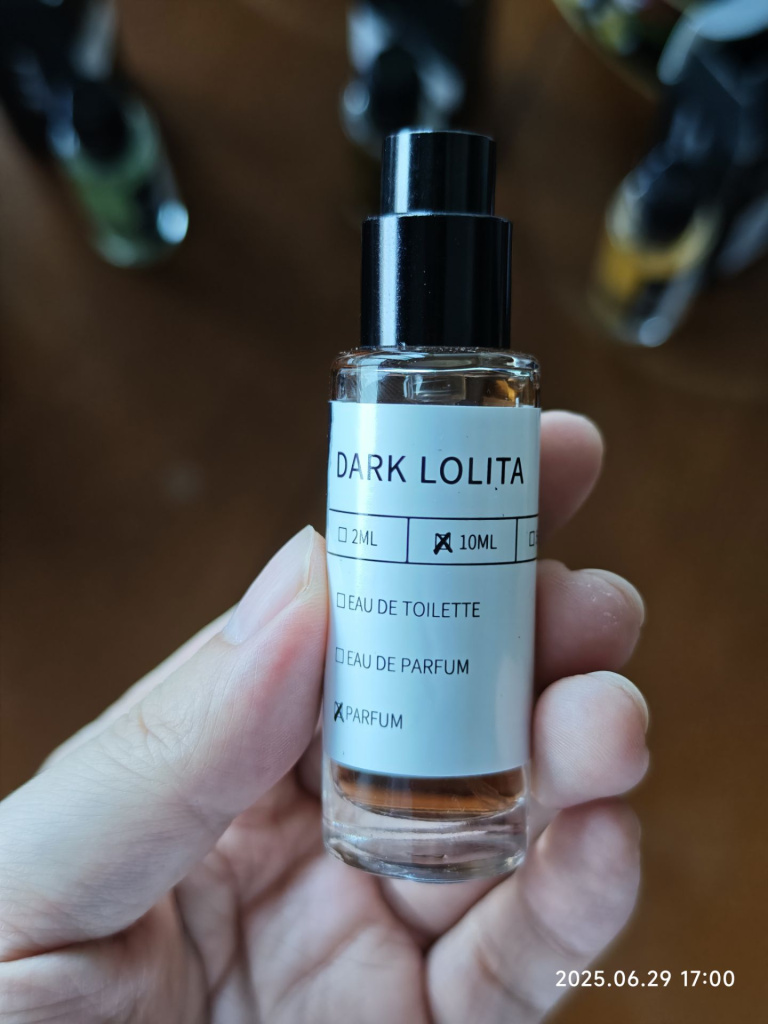 DARK LOLITA
☐ 2ML ☒ 10ML ☐
☐ EAU DE TOILETTE
☐ EAU DE PARFUM
☒ PARFUM
2025.06.29 17:00